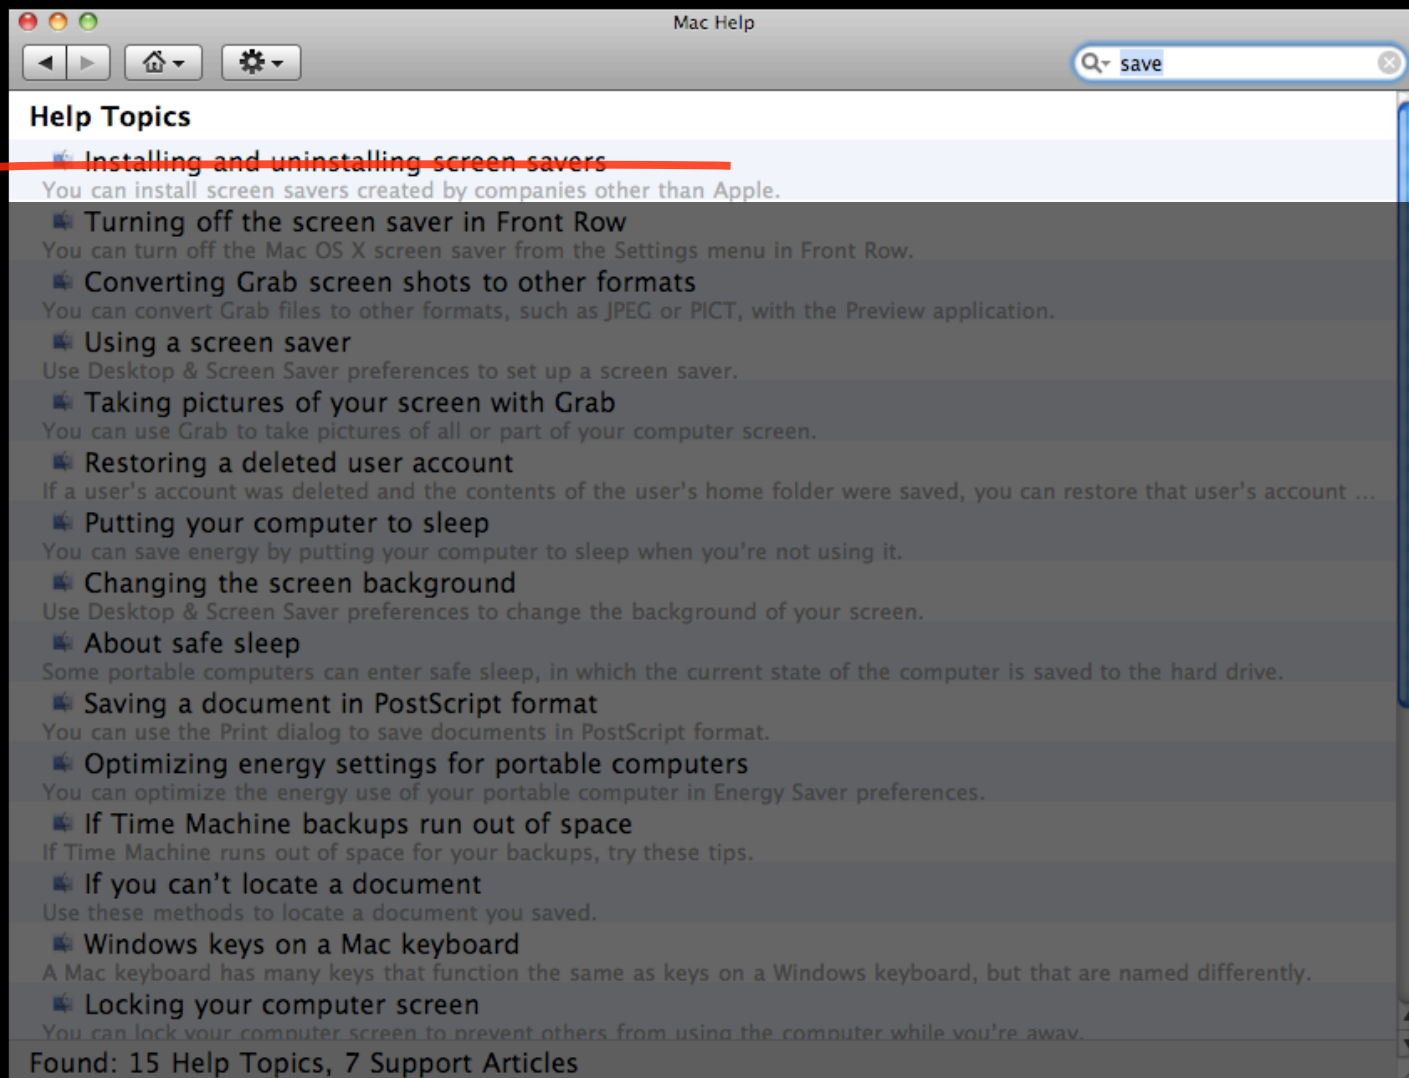 Mac Help
save
Help Topics
Installing and uninstalling screen savers
You can install screen savers created by companies other than Apple.
Turning off the screen saver in Front Row
You can turn off the Mac OS X screen saver from the Settings menu in Front Row.
Converting Grab screen shots to other formats
You can convert Grab files to other formats, such as JPEG or PICT, with the Preview application.
Using a screen saver
Use Desktop & Screen Saver preferences to set up a screen saver.
Taking pictures of your screen with Grab
You can use Grab to take pictures of all or part of your computer screen.
Restoring a deleted user account
If a user's account was deleted and the contents of the user's home folder were saved, you can restore that user's account ...
Putting your computer to sleep
You can save energy by putting your computer to sleep when you're not using it.
Changing the screen background
Use Desktop & Screen Saver preferences to change the background of your screen.
About safe sleep
Some portable computers can enter safe sleep, in which the current state of the computer is saved to the hard drive.
Saving a document in PostScript format
You can use the Print dialog to save documents in PostScript format.
Optimizing energy settings for portable computers
You can optimize the energy use of your portable computer in Energy Saver preferences.
If Time Machine backups run out of space
If Time Machine runs out of space for your backups, try these tips.
If you can't locate a document
Use these methods to locate a document you saved.
Windows keys on a Mac keyboard
A Mac keyboard has many keys that function the same as keys on a Windows keyboard, but that are named differently.
Locking your computer screen
You can lock your computer screen to prevent others from using the computer while you're away.
Found: 15 Help Topics, 7 Support Articles